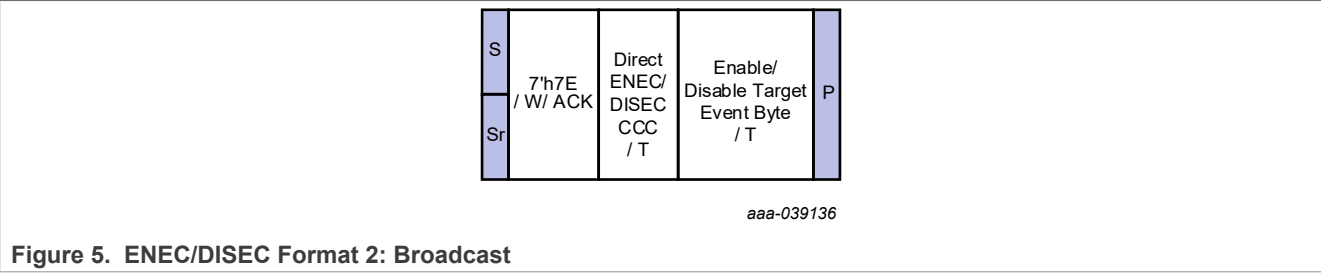 S
Sr
7'h7E
/ W/ ACK
Direct
ENEC/
DISEC
CCC
/ T
Enable/
Disable Target
Event Byte
/ T
P
aaa-039136
Figure 5. ENEC/DISEC Format 2: Broadcast